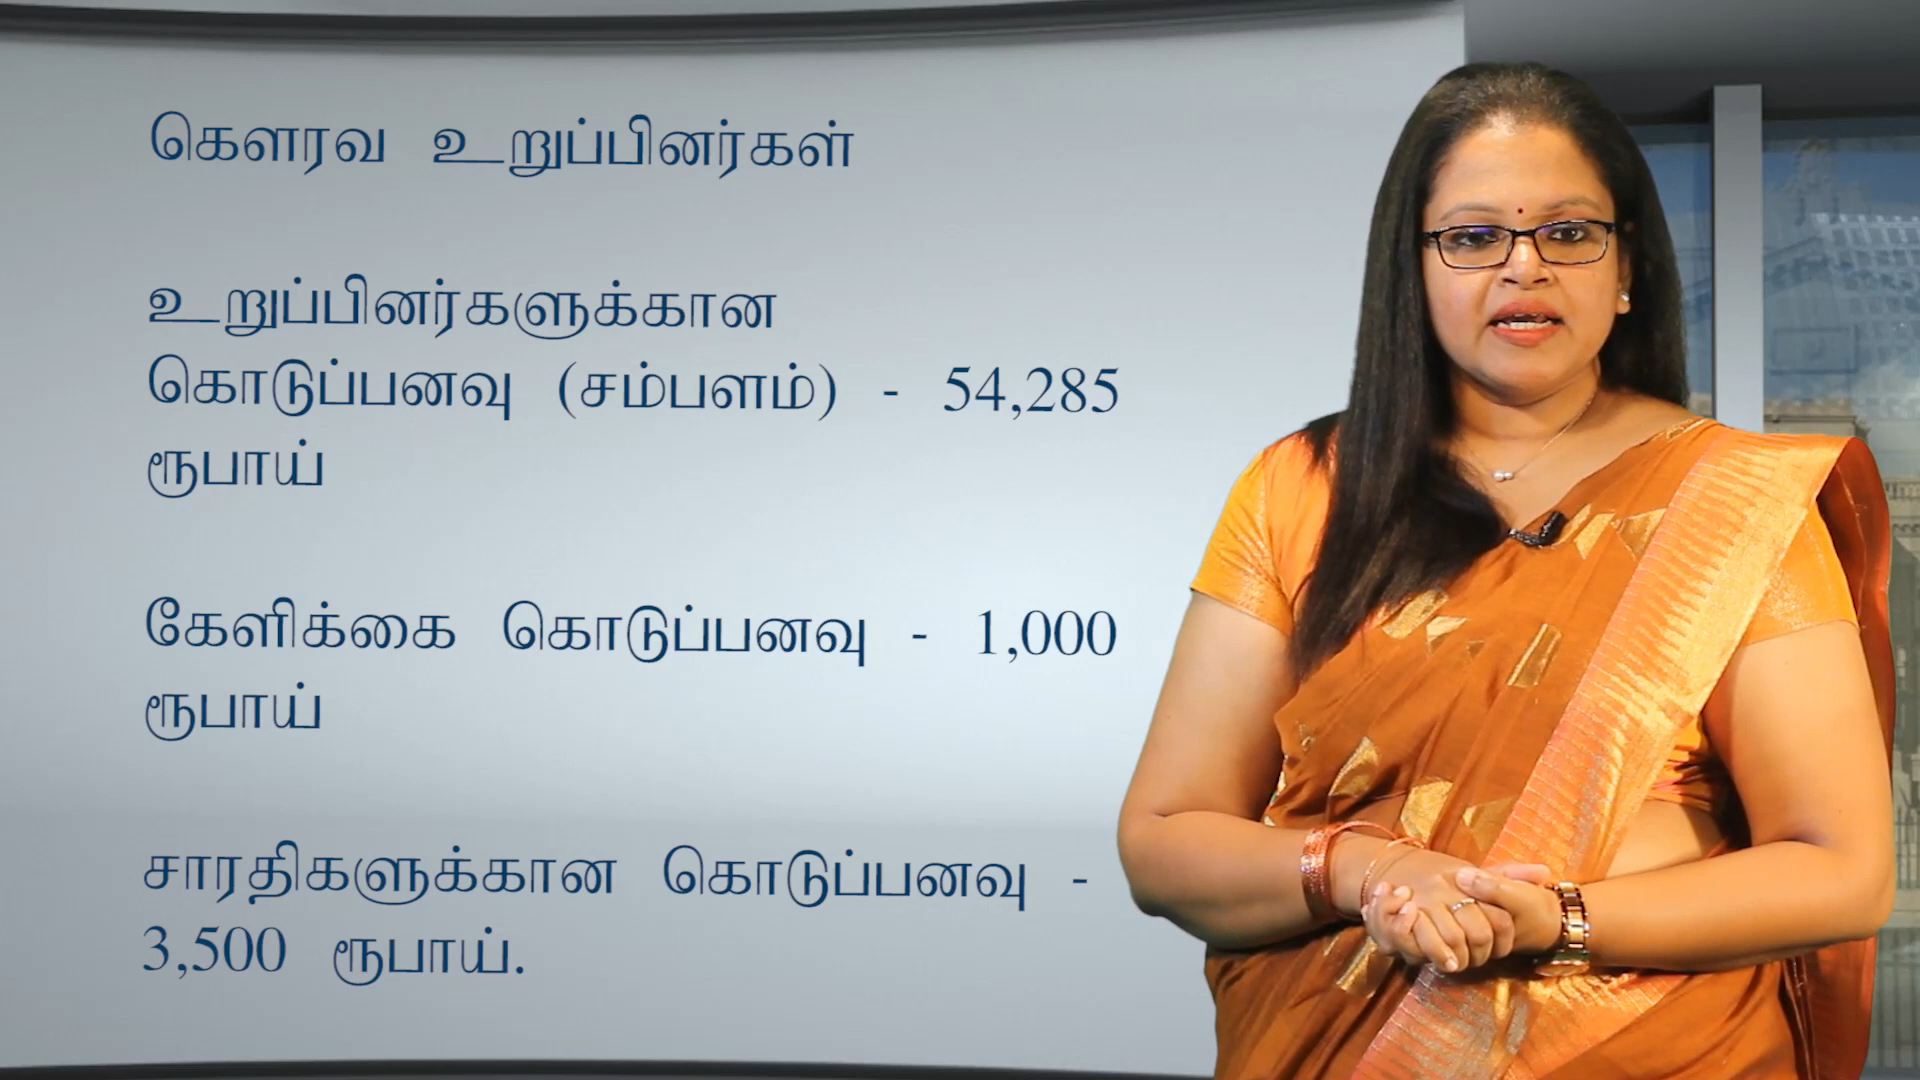 கௌரவ உறுப்பினர்கள்
உறுப்பினர்களுக்கான
கொடுப்பனவு (சம்பளம்) - 54,285
ரூபாய்
கேளிக்கை கொடுப்பனவு - 1,000
ரூபாய்
சாரதிகளுக்கான கொடுப்பனவு -
3,500 ரூபாய்.